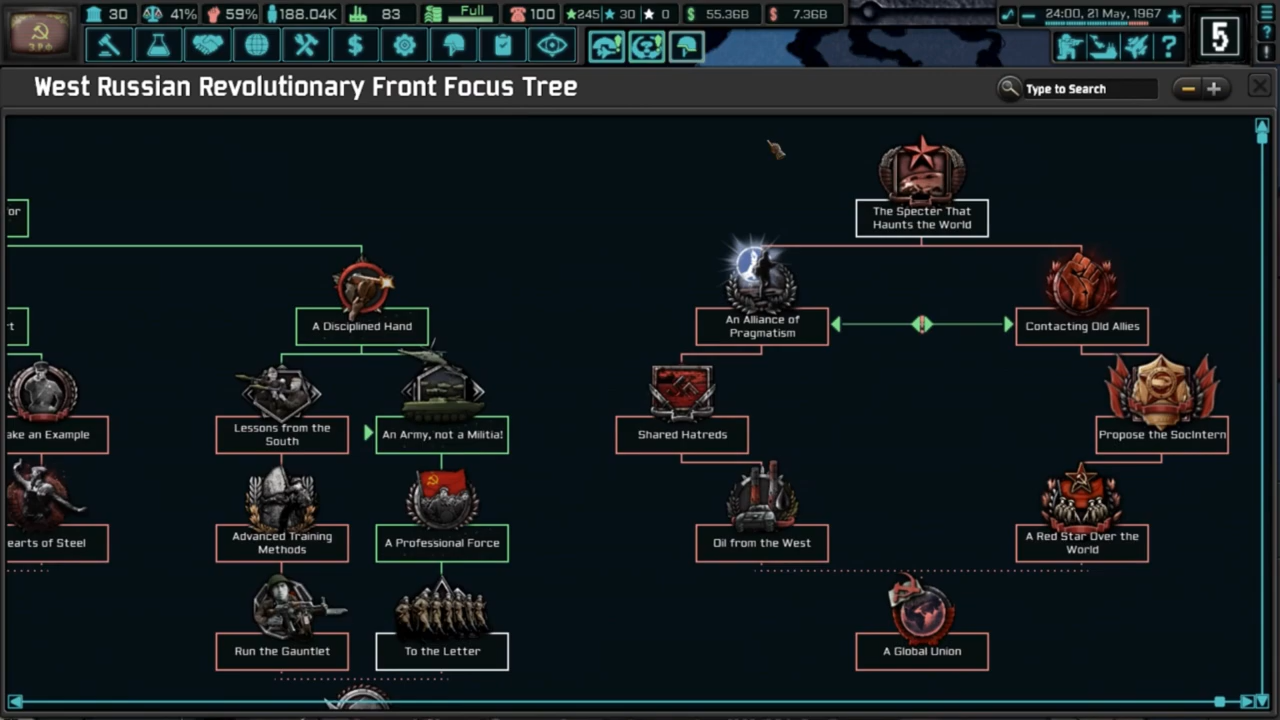 З.Р.Ф
30
41%
59%
188.04K
83
Full
100
245
30
0
$ 55.36B
$ 7.36B
24:00, 21 May, 1967
5
West Russian Revolutionary Front Focus Tree
Type to Search
The Specter That
Haunts the World
or
A Disciplined Hand
An Alliance of
Pragmatism
Contacting Old Allies
rt
ake an Example
Lessons from the
South
An Army, not a Militia!
Shared Hatreds
Propose the SocIntern
earts of Steel
Advanced Training
Methods
A Professional Force
Oil from the West
A Red Star Over the
World
Run the Gauntlet
To the Letter
A Global Union